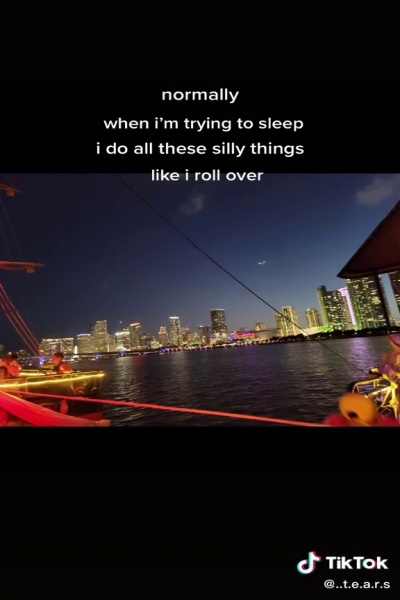 normally
when i’m trying to sleep
i do all these silly things
like i roll over
TikTok
@..t.e.a.r.s